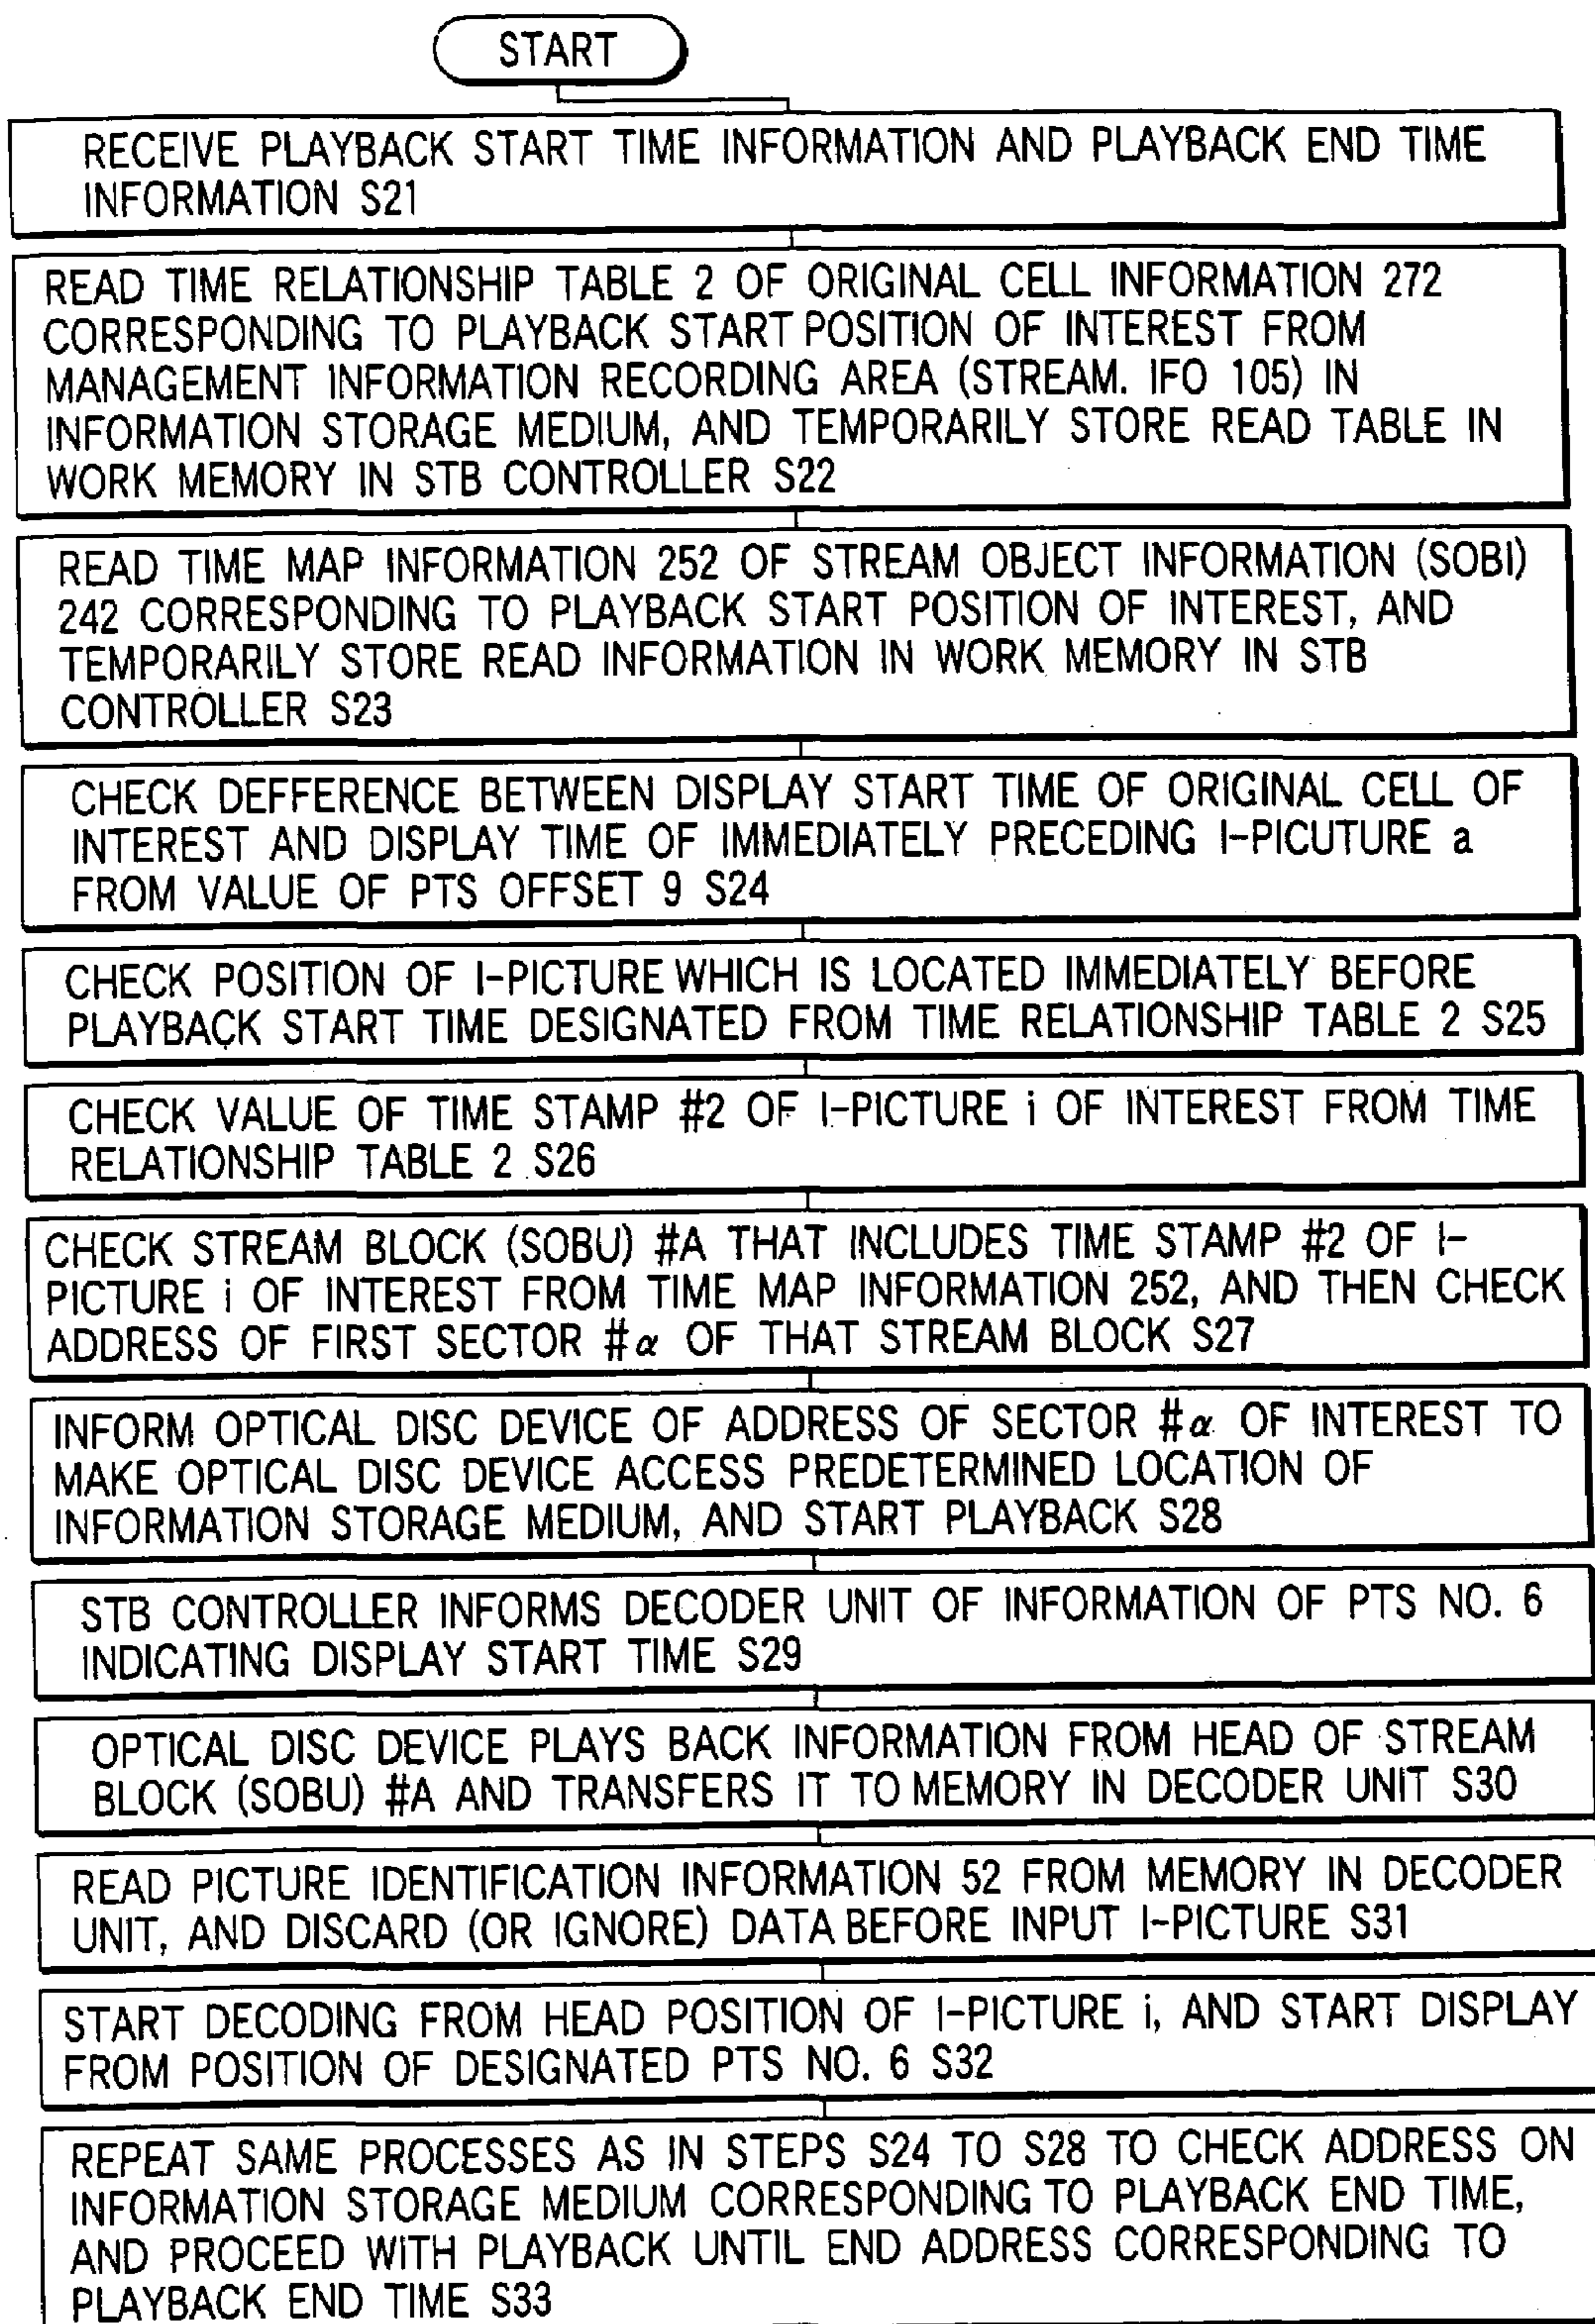 START
RECEIVE PLAYBACK START TIME INFORMATION AND PLAYBACK END TIME
INFORMATION S21
READ TIME RELATIONSHIP TABLE 2 OF ORIGINAL CELL INFORMATION 272
CORRESPONDING TO PLAYBACK START POSITION OF INTEREST FROM
MANAGEMENT INFORMATION RECORDING AREA (STREAM. IFO 105) IN
INFORMATION STORAGE MEDIUM, AND TEMPORARILY STORE READ TABLE IN
WORK MEMORY IN STB CONTROLLER S22
READ TIME MAP INFORMATION 252 OF STREAM OBJECT INFORMATION (SOBI)
242 CORRESPONDING TO PLAYBACK START POSITION OF INTEREST, AND
TEMPORARILY STORE READ INFORMATION IN WORK MEMORY IN STB
CONTROLLER S23
CHECK DEFFERENCE BETWEEN DISPLAY START TIME OF ORIGINAL CELL OF
INTEREST AND DISPLAY TIME OF IMMEDIATELY PRECEDING I-PICUTURE a
FROM VALUE OF PTS OFFSET 9 S24
CHECK POSITION OF I-PICTURE WHICH IS LOCATED IMMEDIATELY BEFORE
PLAYBACK START TIME DESIGNATED FROM TIME RELATIONSHIP TABLE 2 S25
CHECK VALUE OF TIME STAMP #2 OF I-PICTURE i OF INTEREST FROM TIME
RELATIONSHIP TABLE 2 S26
CHECK STREAM BLOCK (SOBU) #A THAT INCLUDES TIME STAMP #2 OF I-
PICTURE i OF INTEREST FROM TIME MAP INFORMATION 252, AND THEN CHECK
ADDRESS OF FIRST SECTOR #α OF THAT STREAM BLOCK S27
INFORM OPTICAL DISC DEVICE OF ADDRESS OF SECTOR #α OF INTEREST TO
MAKE OPTICAL DISC DEVICE ACCESS PREDETERMINED LOCATION OF
INFORMATION STORAGE MEDIUM, AND START PLAYBACK S28
STB CONTROLLER INFORMS DECODER UNIT OF INFORMATION OF PTS NO. 6
INDICATING DISPLAY START TIME S29
OPTICAL DISC DEVICE PLAYS BACK INFORMATION FROM HEAD OF STREAM
BLOCK (SOBU) #A AND TRANSFERS IT TO MEMORY IN DECODER UNIT S30
READ PICTURE IDENTIFICATION INFORMATION 52 FROM MEMORY IN DECODER
UNIT, AND DISCARD (OR IGNORE) DATA BEFORE INPUT I-PICTURE S31
START DECODING FROM HEAD POSITION OF I-PICTURE i, AND START DISPLAY
FROM POSITION OF DESIGNATED PTS NO. 6 S32
REPEAT SAME PROCESSES AS IN STEPS S24 TO S28 TO CHECK ADDRESS ON
INFORMATION STORAGE MEDIUM CORRESPONDING TO PLAYBACK END TIME,
AND PROCEED WITH PLAYBACK UNTIL END ADDRESS CORRESPONDING TO
PLAYBACK END TIME S33